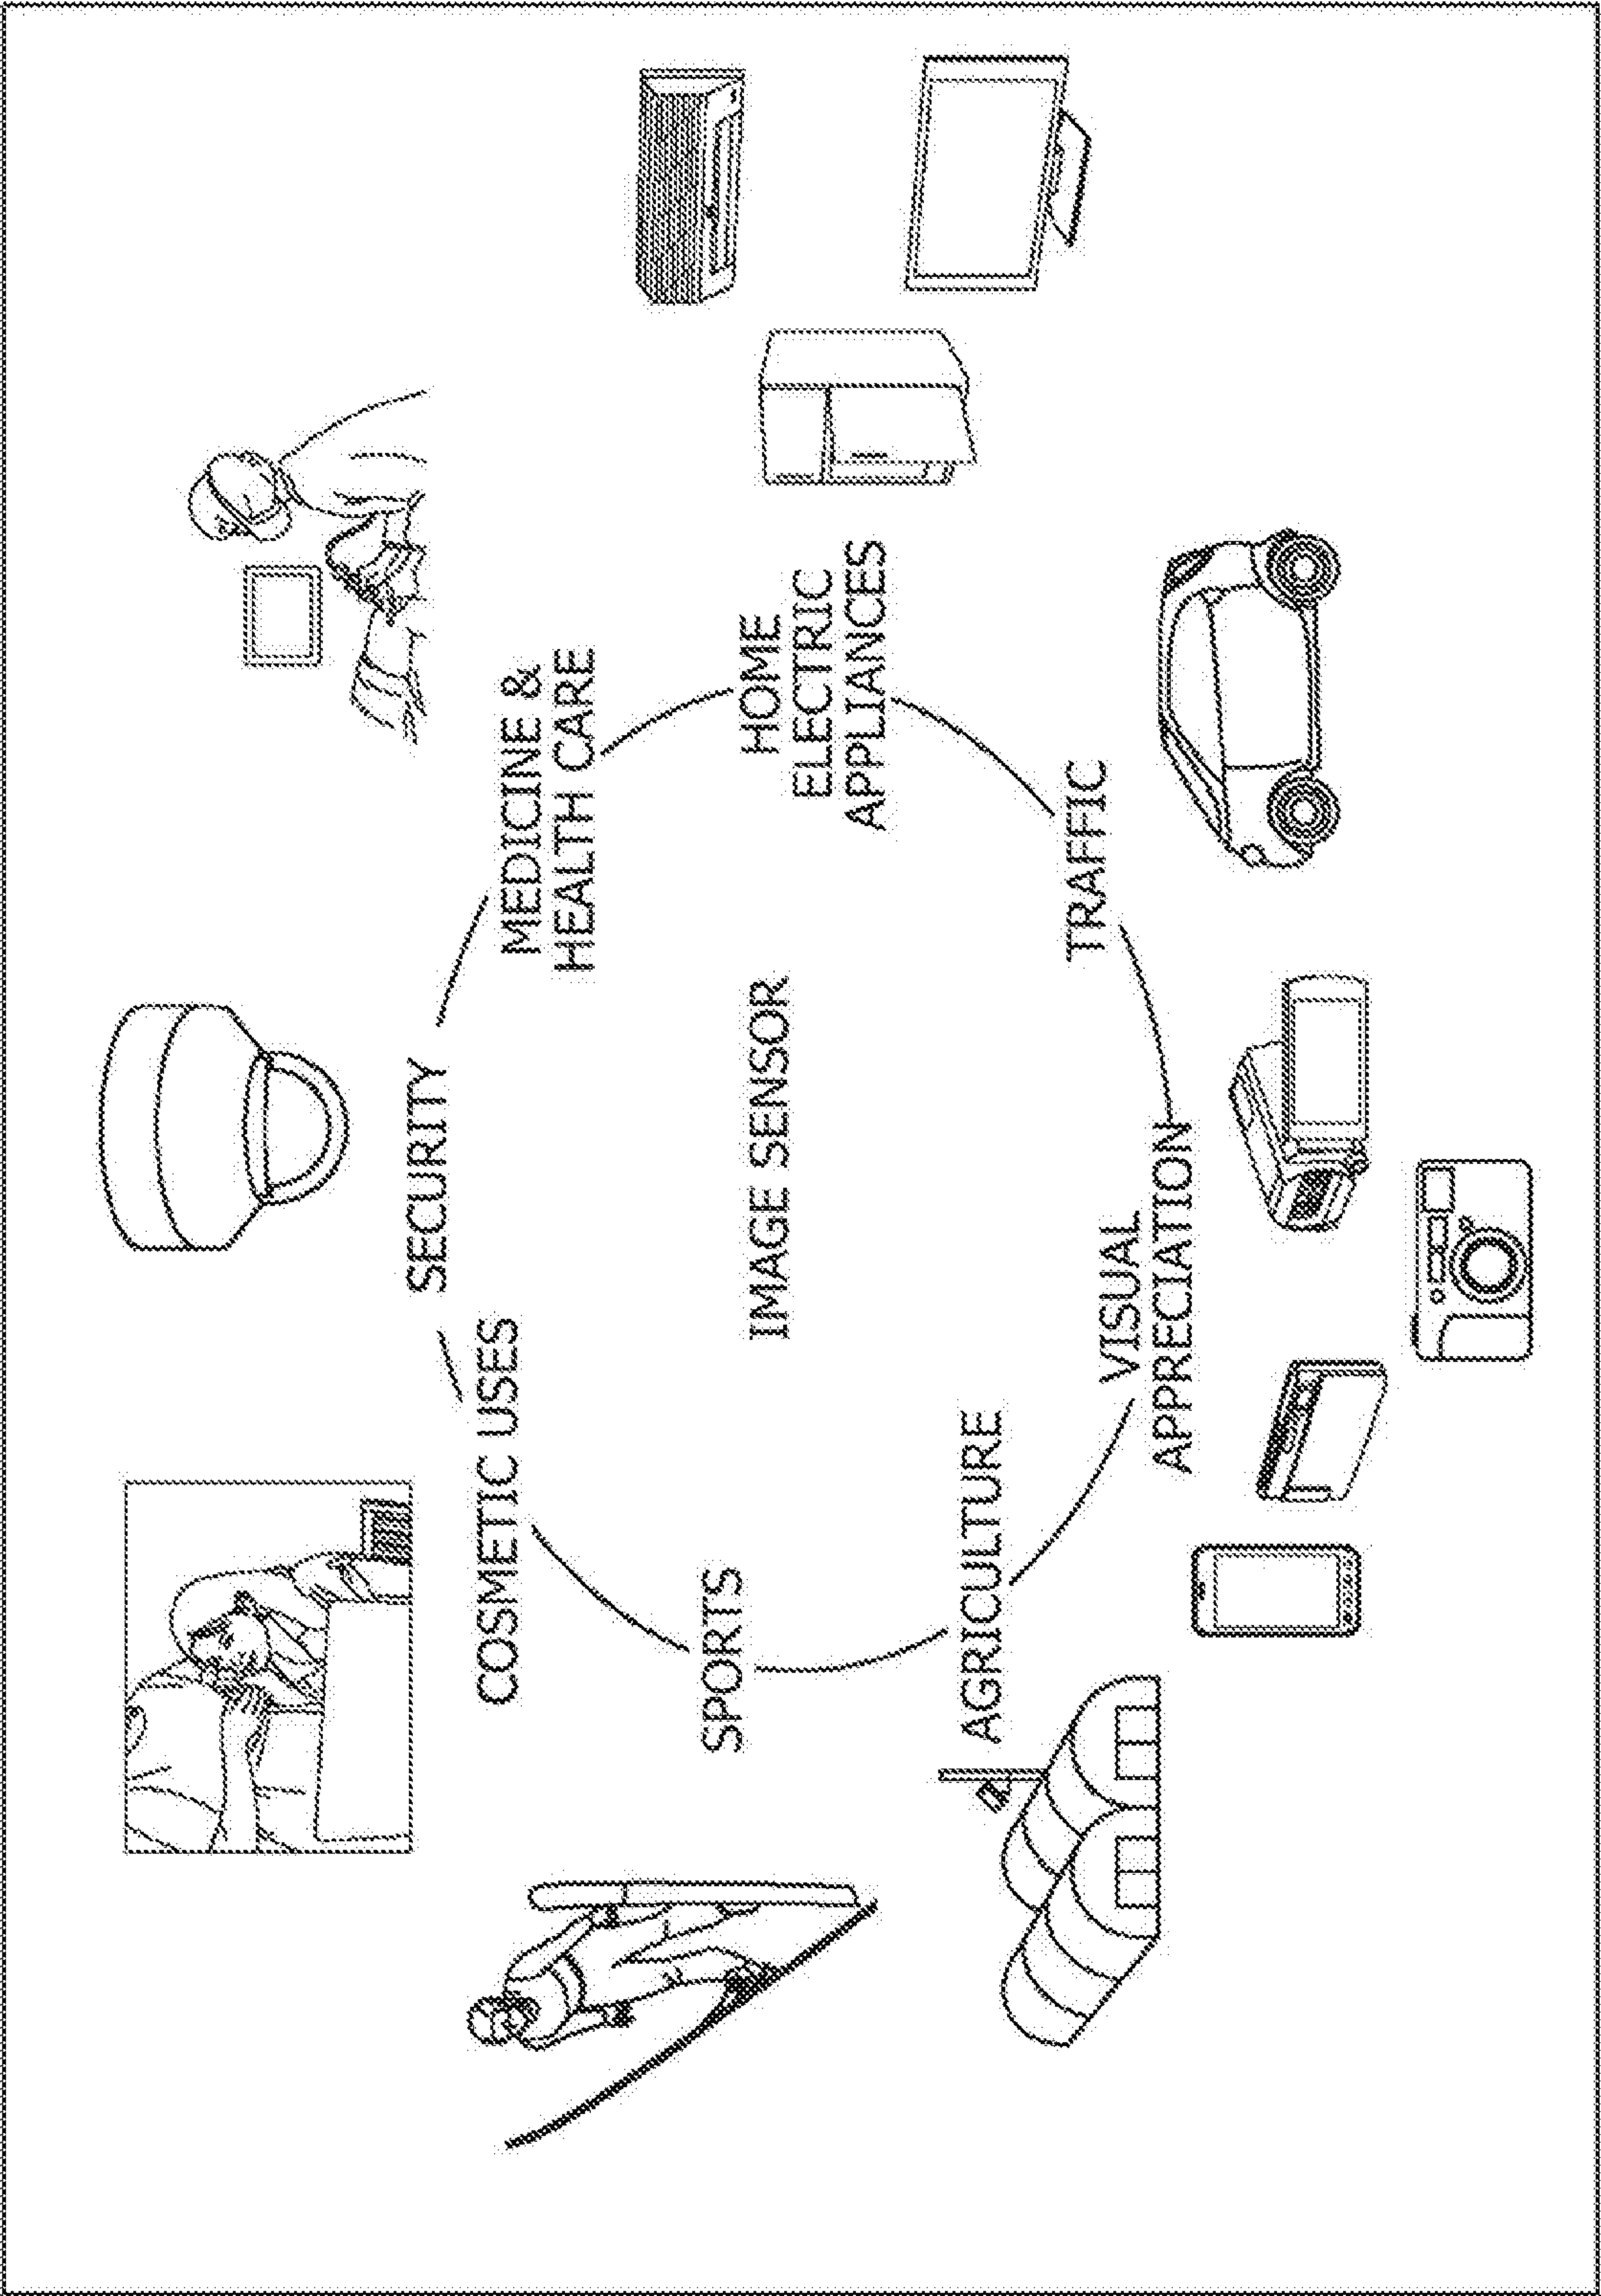 SECURITY
COSMETIC USES
MEDICINE &
HEALTH CARE
SPORTS
IMAGE SENSOR
HOME
ELECTRIC
APPLIANCES
AGRICULTURE
TRAFFIC
VISUAL
APPRECIATION